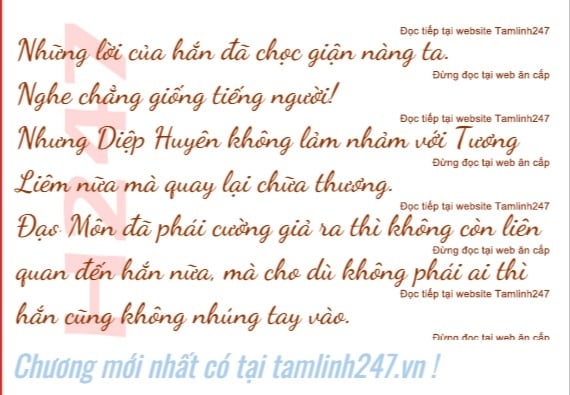 Đọc tiếp tại website Tamlinh247
Những lời của hắn đã chọc giận nàng ta.
Đừng đọc tại web ăn cắp
Nghe chẳng giống tiếng người!
Đọc tiếp tại website Tamlinh247
Nhưng Diệp Huyên không lảm nhảm với Tương
Đừng đọc tại web ăn cắp
Liêm nữa mà quay lại chữa thương.
Đọc tiếp tại website Tamlinh247
Đạo Môn đã phái cường giả ra thì không còn liên
Đừng đọc tại web ăn cắp
quan đến hắn nữa, mà cho dù không phái ai thì
Đọc tiếp tại website Tamlinh247
hắn cũng không nhúng tay vào.
Đừng đọc tại web ăn cắp
H247
Chương mới nhất có tại tamlinh247.vn !